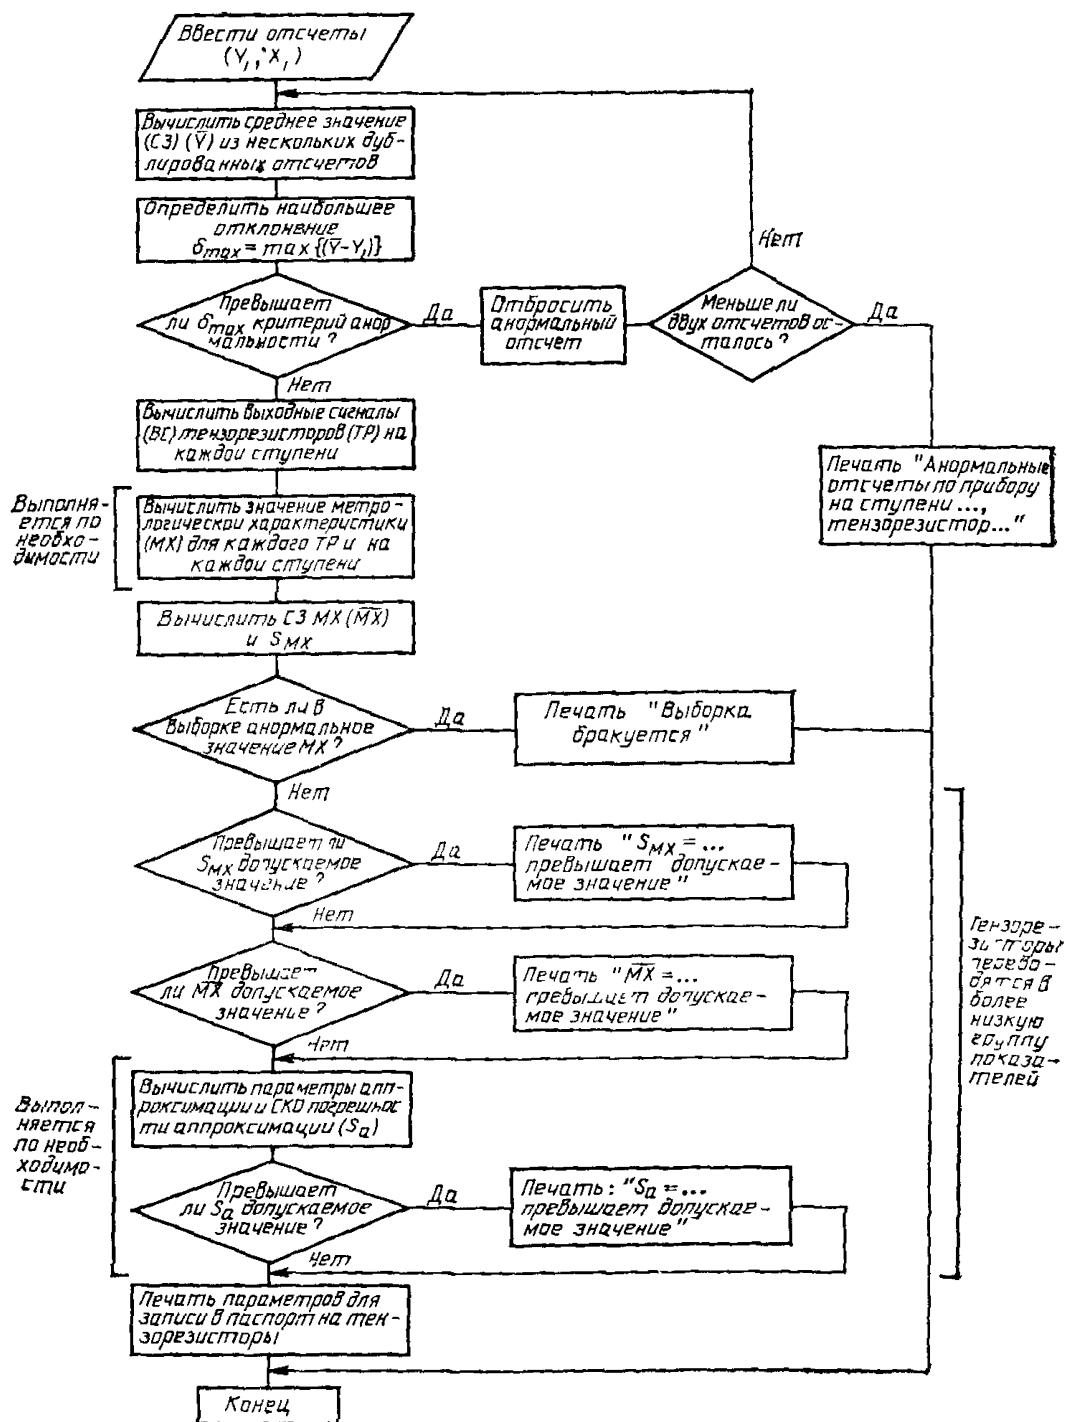 Ввести отсчеты
(Y₁, X₁)
Вычислить среднее значение
(СЗ) (Y̅) из нескольких дуб-
лированных отсчетов
Определить наибольшее
отклонение
δmax = max {(Y̅-Y₁)}
Превышает
ли δmax критерий анор
мальности?
Да
Отбросить
анормальный
отсчет
Меньше ли
двух отсчетов ос-
талось?
Нет
Да
Нет
Вычислить выходные сигналы
(ВС) тензорезисторов (ТР) на
каждой ступени
Печать "Анормальные
отсчеты по прибору
на ступени ...,
тензорезистор..."
Выполня-
ется по
необхо-
димости
Вычислить значение метро-
логической характеристики
(МХ) для каждого ТР и на
каждой ступени
Вычислить СЗ МХ (M̅X̅)
и SMX
Есть ли в
выборке анормальное
значение МХ?
Да
Печать "Выборка
бракуется"
Нет
Превышает ли
SMX допускаемое
значение?
Да
Печать "SMX = ...
превышает допускае-
мое значение"
Нет
Превышает
ли M̅X̅ допускаемое
значение?
Да
Печать "M̅X̅ = ...
превышает допускае-
мое значение"
Нет
Тензоре-
зисторы
перево-
дятся в
более
низкую
группу
показа-
телей
Выпол-
няется
по необ-
ходимо-
сти
Вычислить параметры апп-
роксимации и СКО погрешнос
ти аппроксимации (Sа)
Превышает
ли Sа допускаемое
значение?
Да
Печать: "Sа = ...
превышает допускае-
мое значение"
Нет
Печать параметров для
записи в паспорт на тен-
зорезисторы
Конец